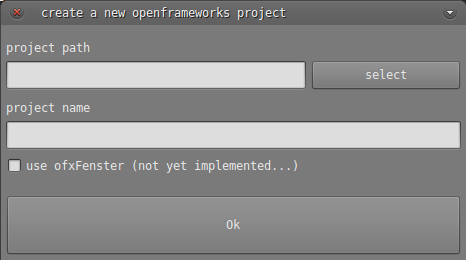 create a new openframeworks project
project path
select
project name
use ofxFenster (not yet implemented...)
Ok